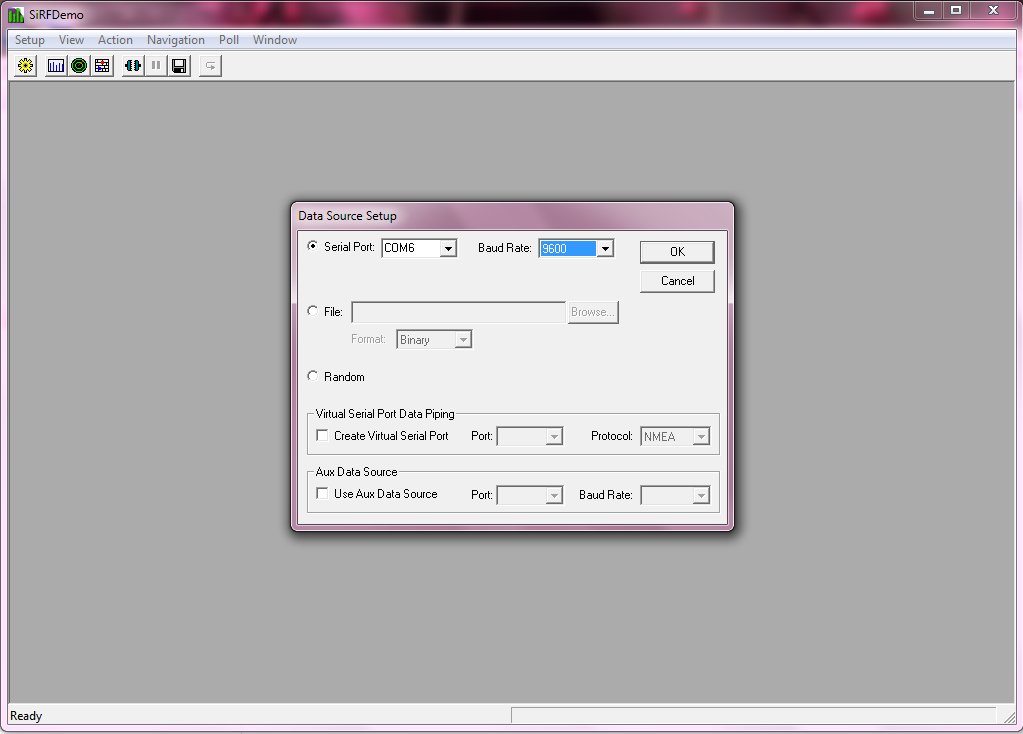 SiRFDemo
Setup View Action Navigation Poll Window
Data Source Setup
Serial Port: COM6 Baud Rate: 9600 OK
Cancel
File: Browse...
Format: Binary
Random
Virtual Serial Port Data Piping
Create Virtual Serial Port Port: Protocol: NMEA
Aux Data Source
Use Aux Data Source Port: Baud Rate:
Ready